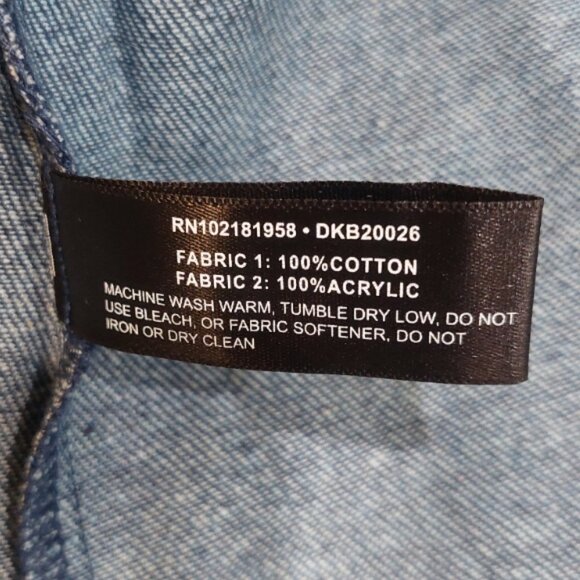 RN102181958 • DKB20026
FABRIC 1: 100%COTTON
FABRIC 2: 100%ACRYLIC
MACHINE WASH WARM, TUMBLE DRY LOW, DO NOT
USE BLEACH, OR FABRIC SOFTENER, DO NOT
IRON OR DRY CLEAN